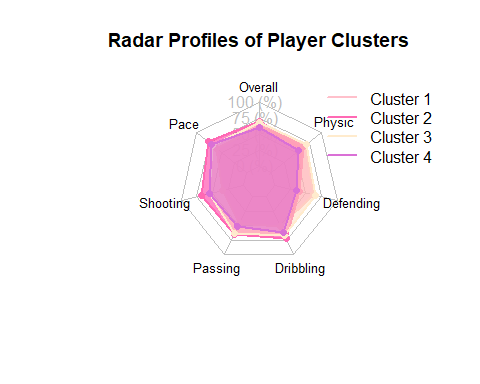 Radar Profiles of Player Clusters
Overall
100 (%)
75 (%)
Physic
Pace
Shooting
Defending
Passing
Dribbling
Cluster 1
Cluster 2
Cluster 3
Cluster 4